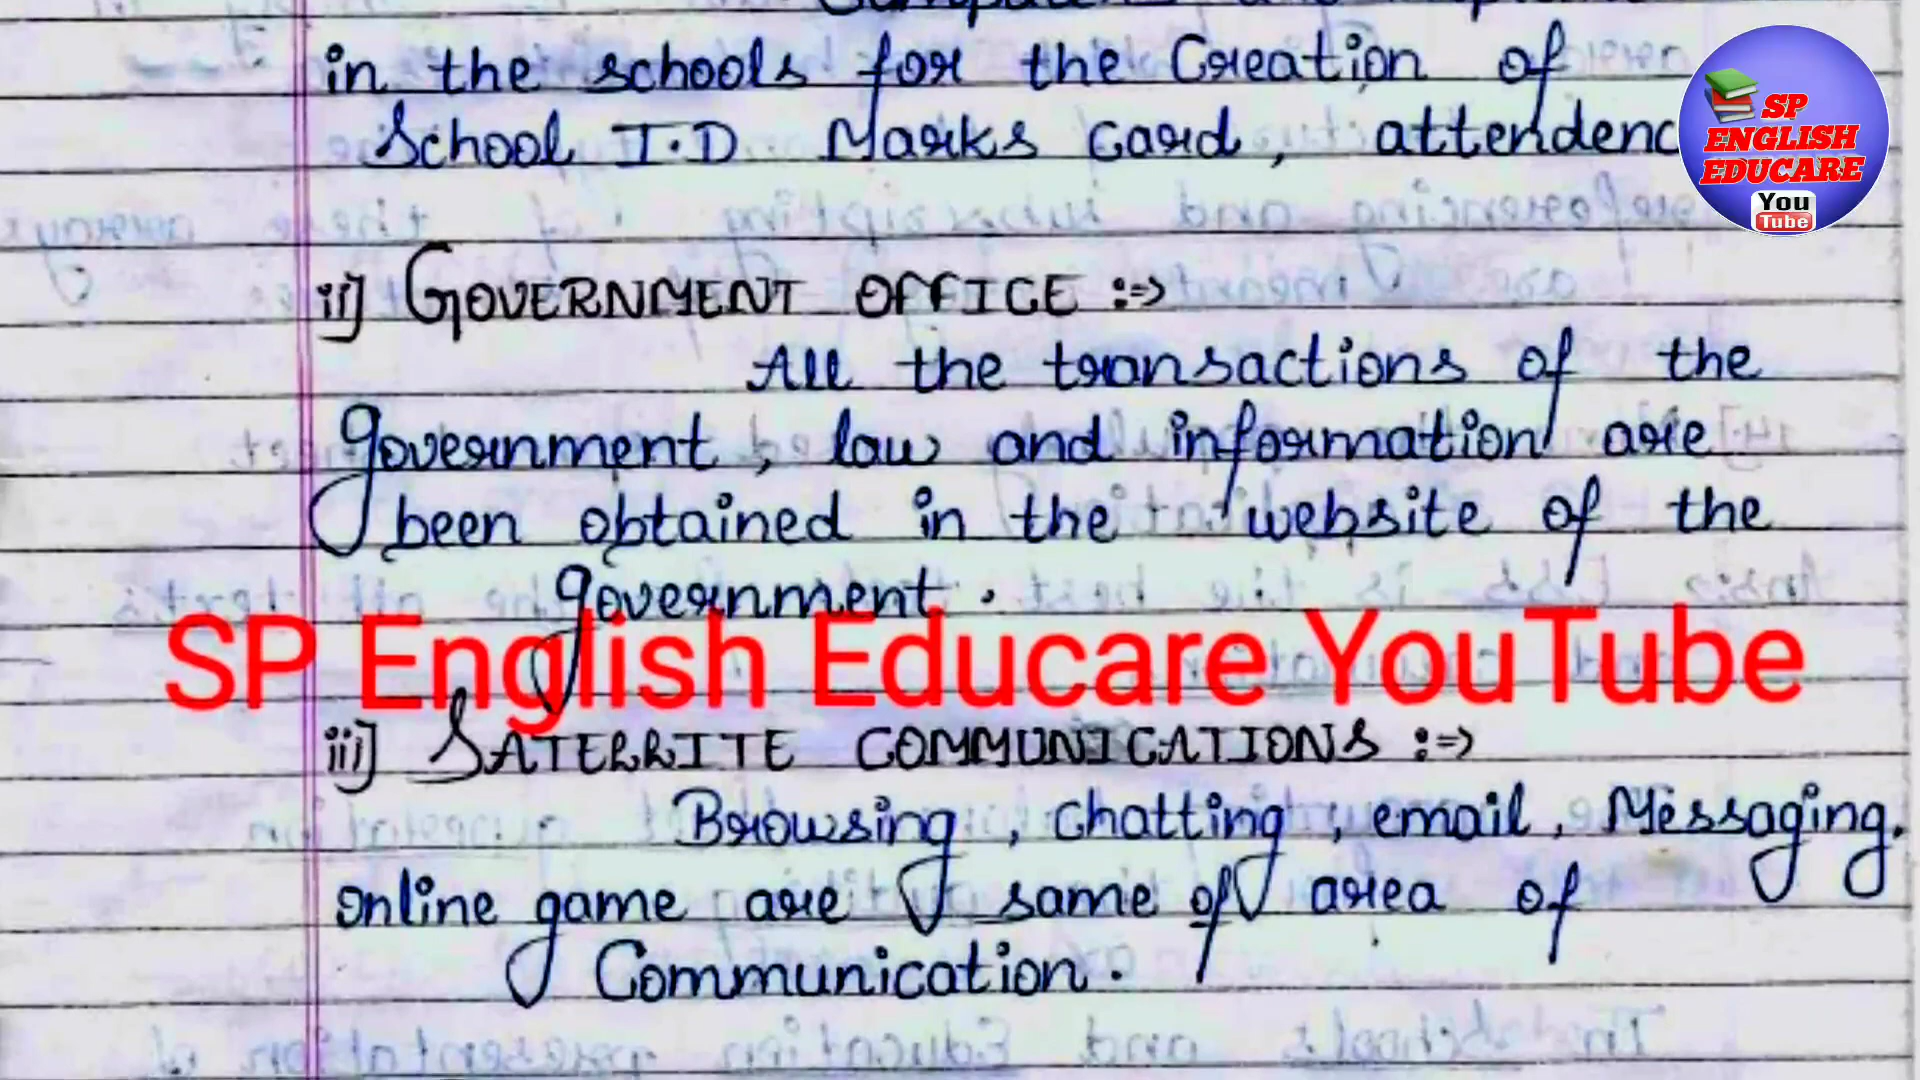 in the schools for the Creation of
School I.D Marks Card, attendenc
SP
ENGLISH
EDUCARE
You
Tube
ii] GOVERNMENT OFFICE :=>
All the transactions of the
government, law and information are
been obtained in the website of the
government.
SP English Educare YouTube
iii] SATELLITE COMMUNICATIONS :=>
Browsing, Chatting, email, Messaging.
online game are same of area of
Communication.